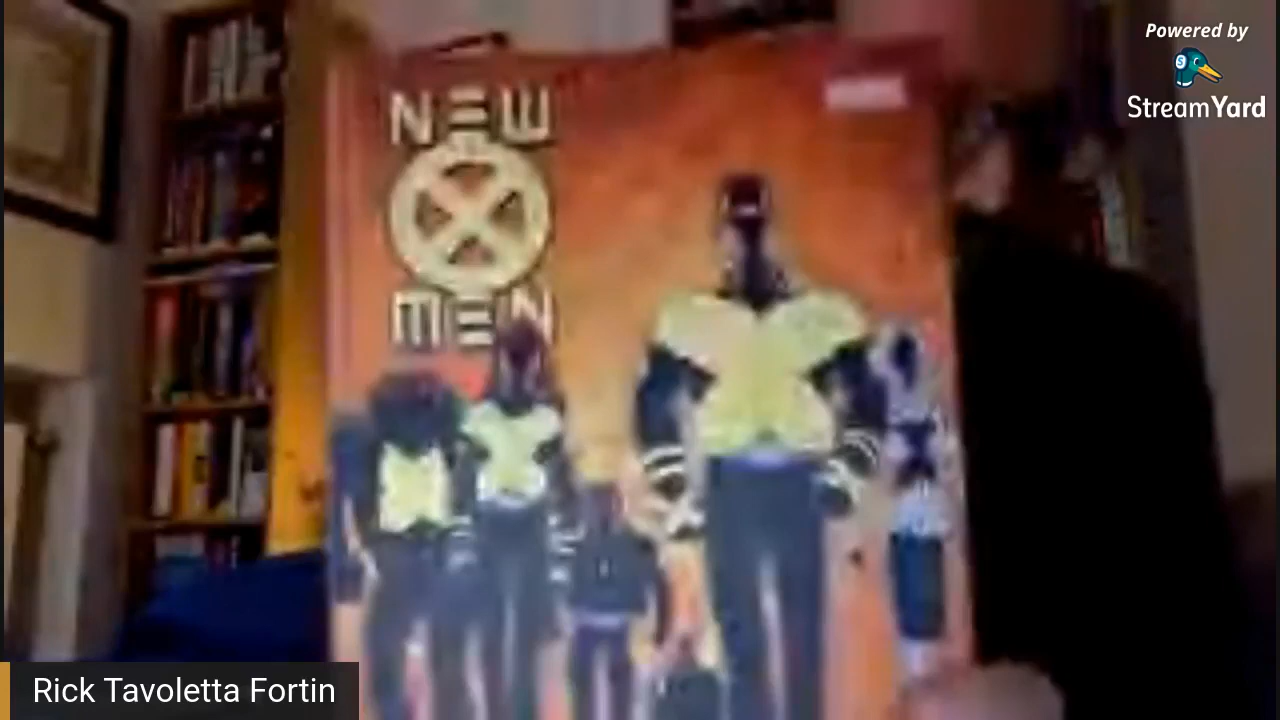 Powered by
StreamYard
NEW
X
MEN
Rick Tavoletta Fortin